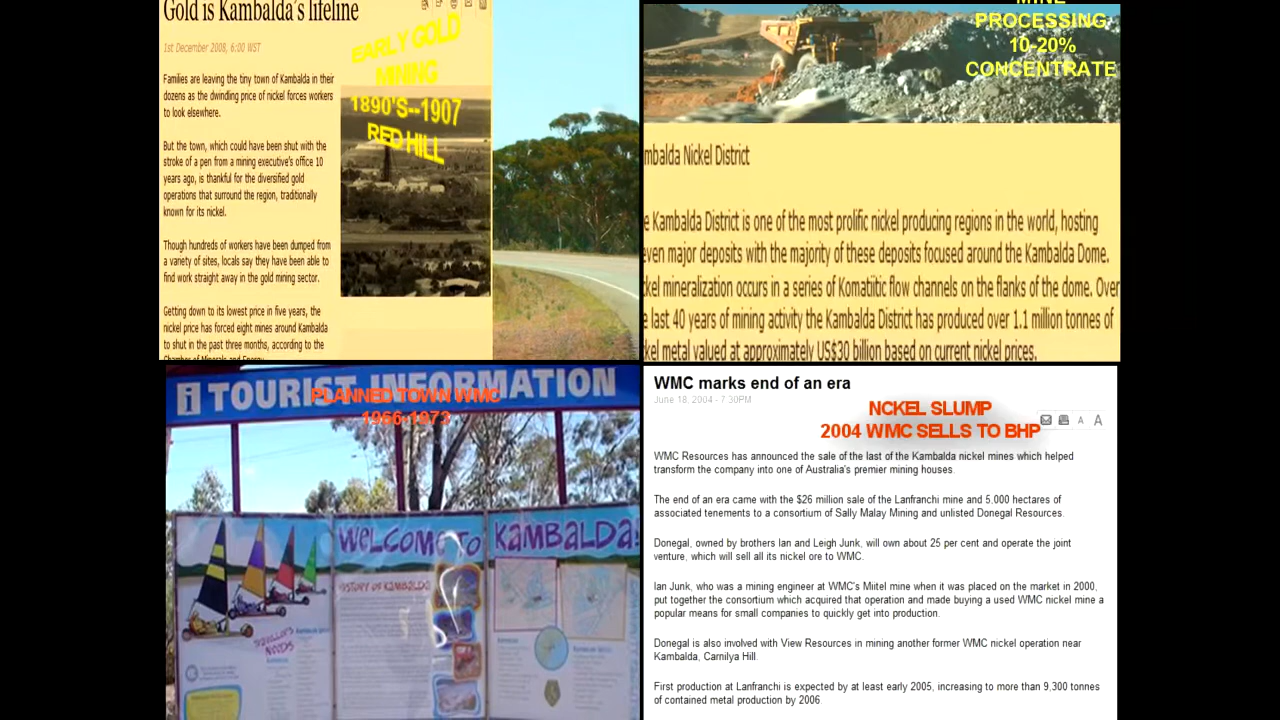 Gold is Kambalda's lifeline
1st December 2008, 6:00 WST
Families are leaving the tiny town of Kambalda in their
dozens as the dwindling price of nickel forces workers
to look elsewhere.
But the town, which could have been shut with the
stroke of a pen from a mining executive's office 10
years ago, is thankful for the diversified gold
operations that surround the region, traditionally
known for its nickel.
Though hundreds of workers have been dumped from
a variety of sites, locals say they have been able to
find work straight away in the gold mining sector.
Getting down to its lowest price in five years, the
nickel price has forced eight mines around Kambalda
to shut in the past three months, according to the
Chamber of Minerals and Energy
EARLY GOLD
MINING
1890'S--1907
RED HILL
MINE
PROCESSING
10-20%
CONCENTRATE
mbalda Nickel District
e Kambalda District is one of the most prolific nickel producing regions in the world, hosting
even major deposits with the majority of these deposits focused around the Kambalda Dome.
ckel mineralization occurs in a series of Komatiitic flow channels on the flanks of the dome. Over
e last 40 years of mining activity the Kambalda District has produced over 1.1 million tonnes of
ckel metal valued at approximately US$30 billion based on current nickel prices.
i TOURIST INFORMATION
PLANNED TOWN WMC
1966-1973
WELCOME TO KAMBALDA!
HISTORY OF KAMBALDA
TRAVELLER'S
NEEDS
WMC marks end of an era
June 18, 2004 - 7:30PM
NCKEL SLUMP
2004 WMC SELLS TO BHP
A A
WMC Resources has announced the sale of the last of the Kambalda nickel mines which helped
transform the company into one of Australia's premier mining houses.
The end of an era came with the $26 million sale of the Lanfranchi mine and 5,000 hectares of
associated tenements to a consortium of Sally Malay Mining and unlisted Donegal Resources.
Donegal, owned by brothers Ian and Leigh Junk, will own about 25 per cent and operate the joint
venture, which will sell all its nickel ore to WMC.
Ian Junk, who was a mining engineer at WMC's Miitel mine when it was placed on the market in 2000,
put together the consortium which acquired that operation and made buying a used WMC nickel mine a
popular means for small companies to quickly get into production.
Donegal is also involved with View Resources in mining another former WMC nickel operation near
Kambalda, Carnilya Hill.
First production at Lanfranchi is expected by at least early 2005, increasing to more than 9,300 tonnes
of contained metal production by 2006.